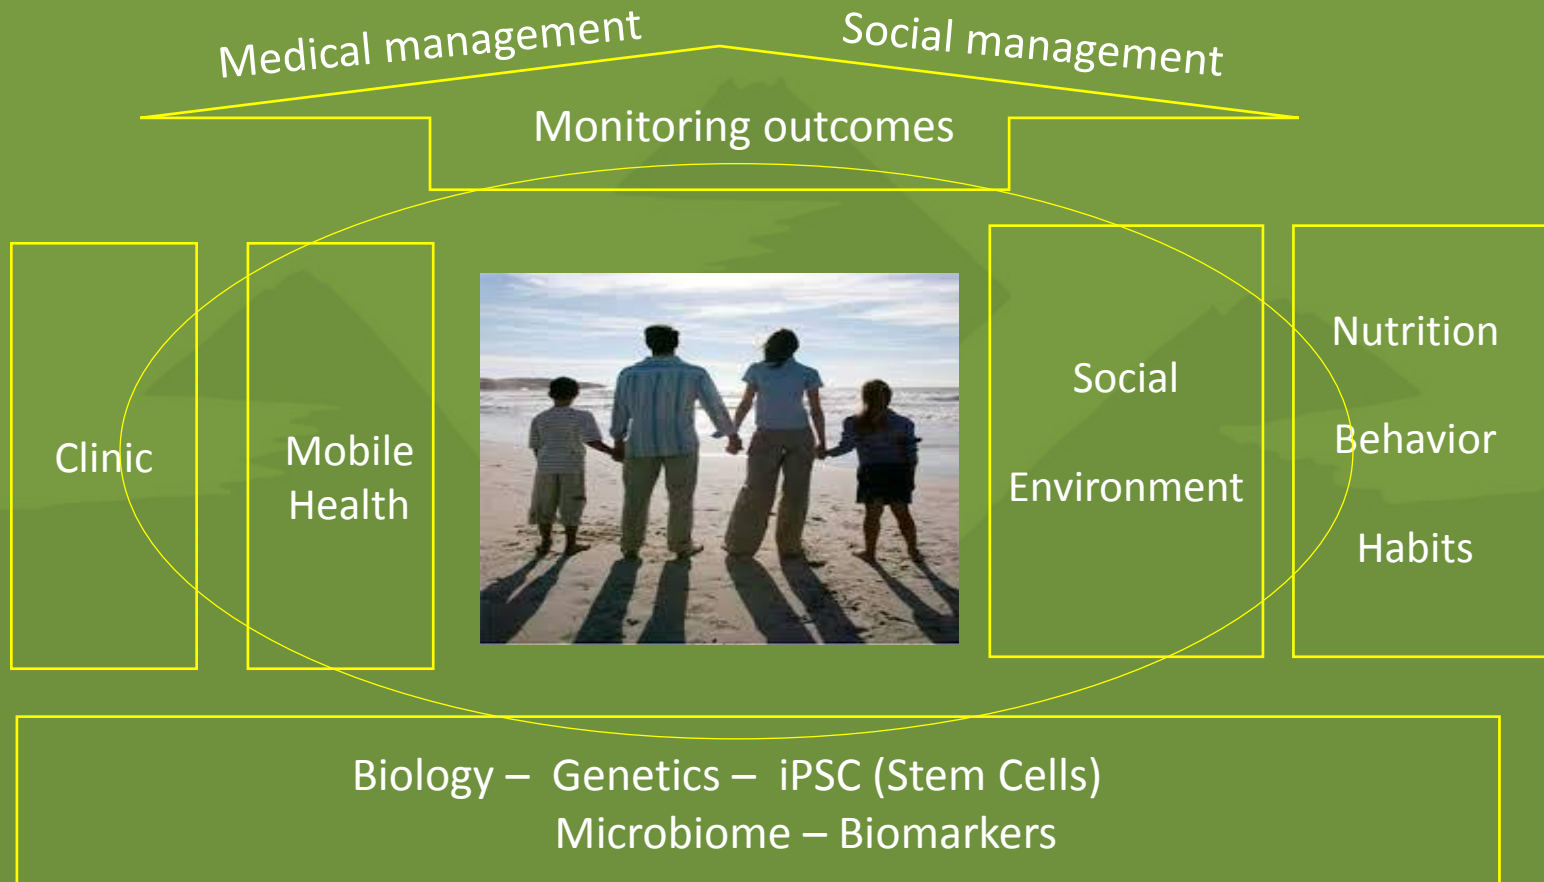 Medical management
Social management
Monitoring outcomes
Clinic
Mobile
Health
Social
Environment
Nutrition
Behavior
Habits
Biology – Genetics – iPSC (Stem Cells)
Microbiome – Biomarkers